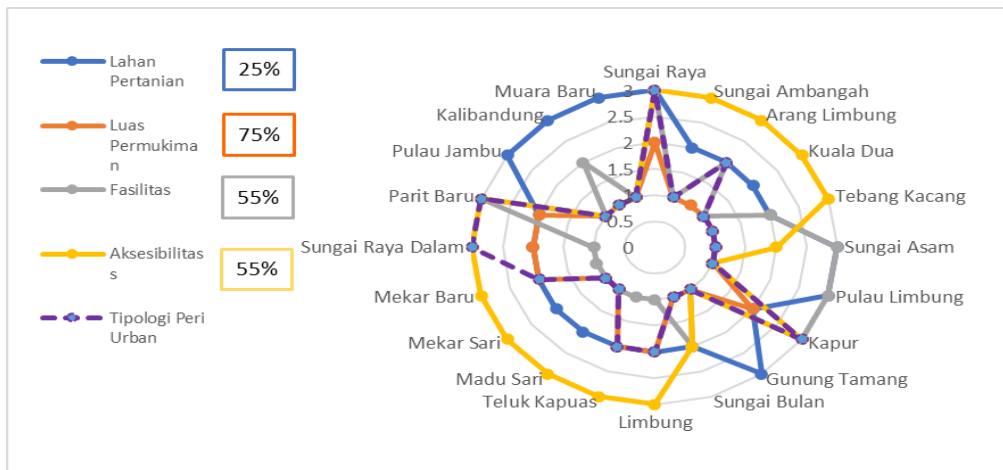 Lahan
Pertanian
25%
Luas
Permukima
n
75%
Fasilitas
55%
Aksesibilita
s
55%
Tipologi Peri
Urban
Sungai Raya
Sungai Ambangah
Arang Limbung
Kuala Dua
Tebang Kacang
Sungai Asam
Pulau Limbung
Kapur
Gunung Tamang
Sungai Bulan
Limbung
Teluk Kapuas
Madu Sari
Mekar Sari
Mekar Baru
Sungai Raya Dalam
Parit Baru
Pulau Jambu
Kalibandung
Muara Baru
3
2.5
2
1.5
1
0.5
0